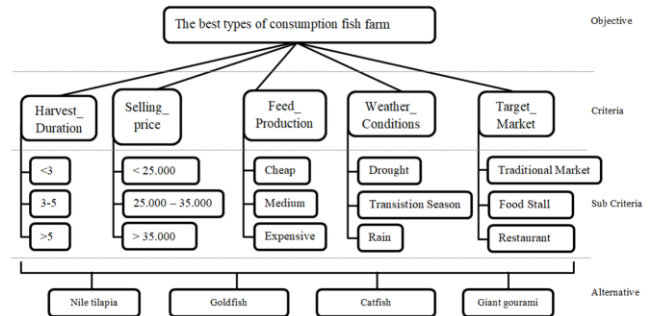 The best types of consumption fish farm
Objective
Harvest_
Duration
Selling_
price
Feed_
Production
Weather_
Conditions
Target_
Market
Criteria
<3
< 25.000
Cheap
Drought
Traditional Market
3-5
25.000 – 35.000
Medium
Transistion Season
Food Stall
Sub Criteria
>5
> 35.000
Expensive
Rain
Restaurant
Nile tilapia
Goldfish
Catfish
Giant gourami
Alternative